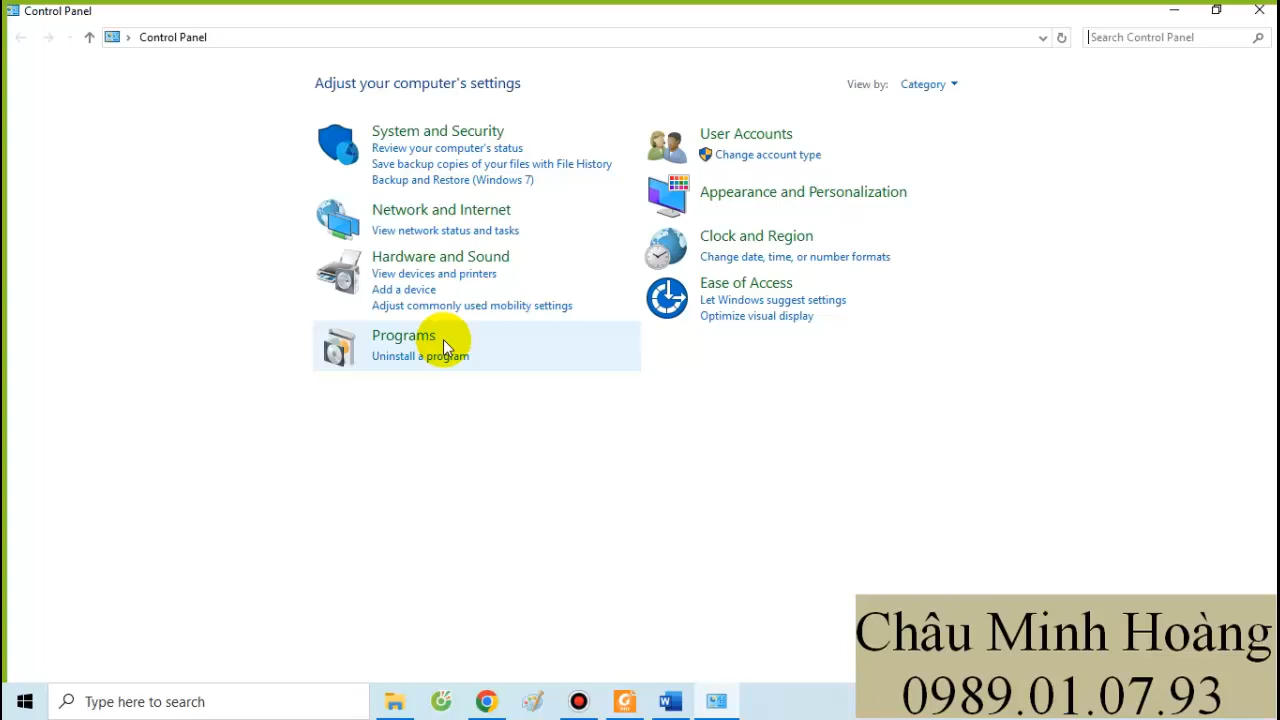 Control Panel
Control Panel
Search Control Panel
Adjust your computer's settings
View by: Category
System and Security
Review your computer's status
Save backup copies of your files with File History
Backup and Restore (Windows 7)
Network and Internet
View network status and tasks
Hardware and Sound
View devices and printers
Add a device
Adjust commonly used mobility settings
Programs
Uninstall a program
User Accounts
Change account type
Appearance and Personalization
Clock and Region
Change date, time, or number formats
Ease of Access
Let Windows suggest settings
Optimize visual display
Châu Minh Hoàng
0989.01.07.93
Type here to search